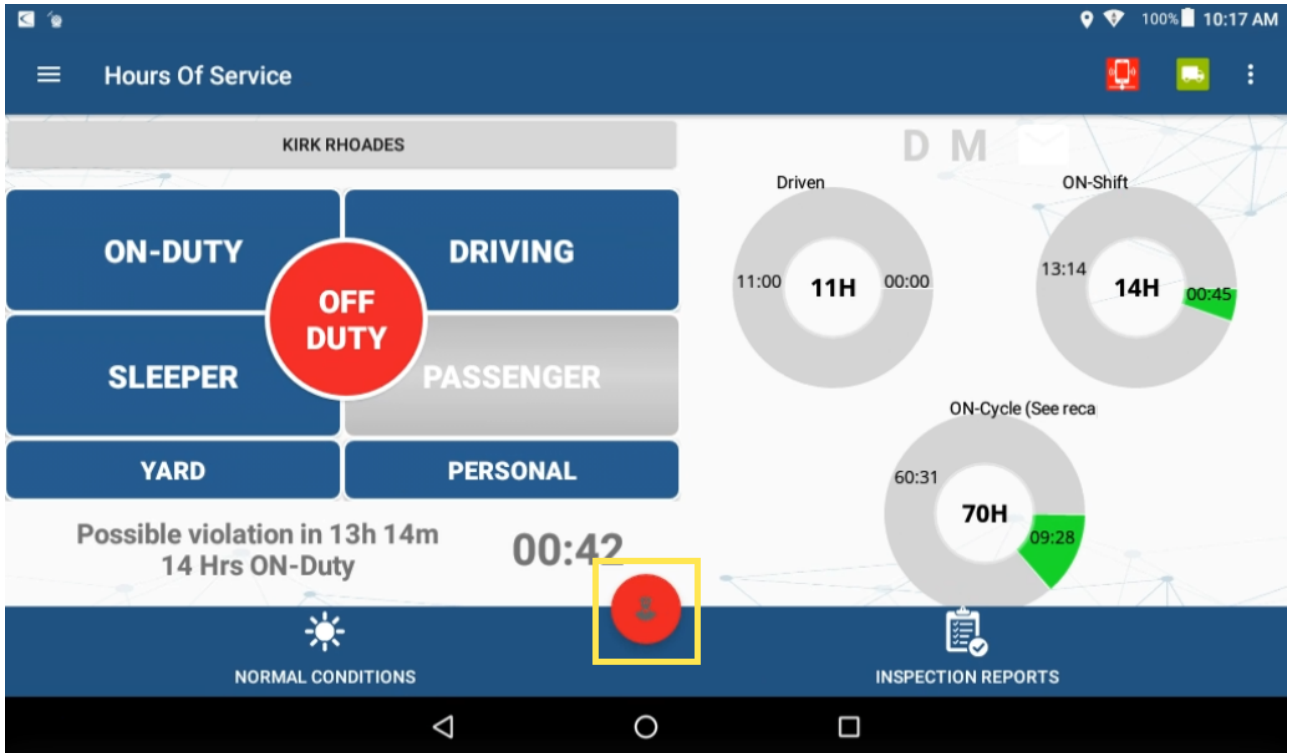 100% 10:17 AM
Hours Of Service
KIRK RHOADES
D M
ON-DUTY
DRIVING
OFF
DUTY
SLEEPER
PASSENGER
YARD
PERSONAL
Possible violation in 13h 14m
14 Hrs ON-Duty
00:42
Driven
11:00
11H
00:00
ON-Shift
13:14
14H
00:45
ON-Cycle (See reca
60:31
70H
09:28
NORMAL CONDITIONS
INSPECTION REPORTS